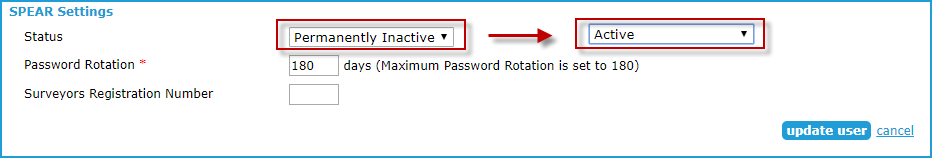 SPEAR Settings
Status Permanently Inactive Active
Password Rotation * 180 days (Maximum Password Rotation is set to 180)
Surveyors Registration Number
update user cancel